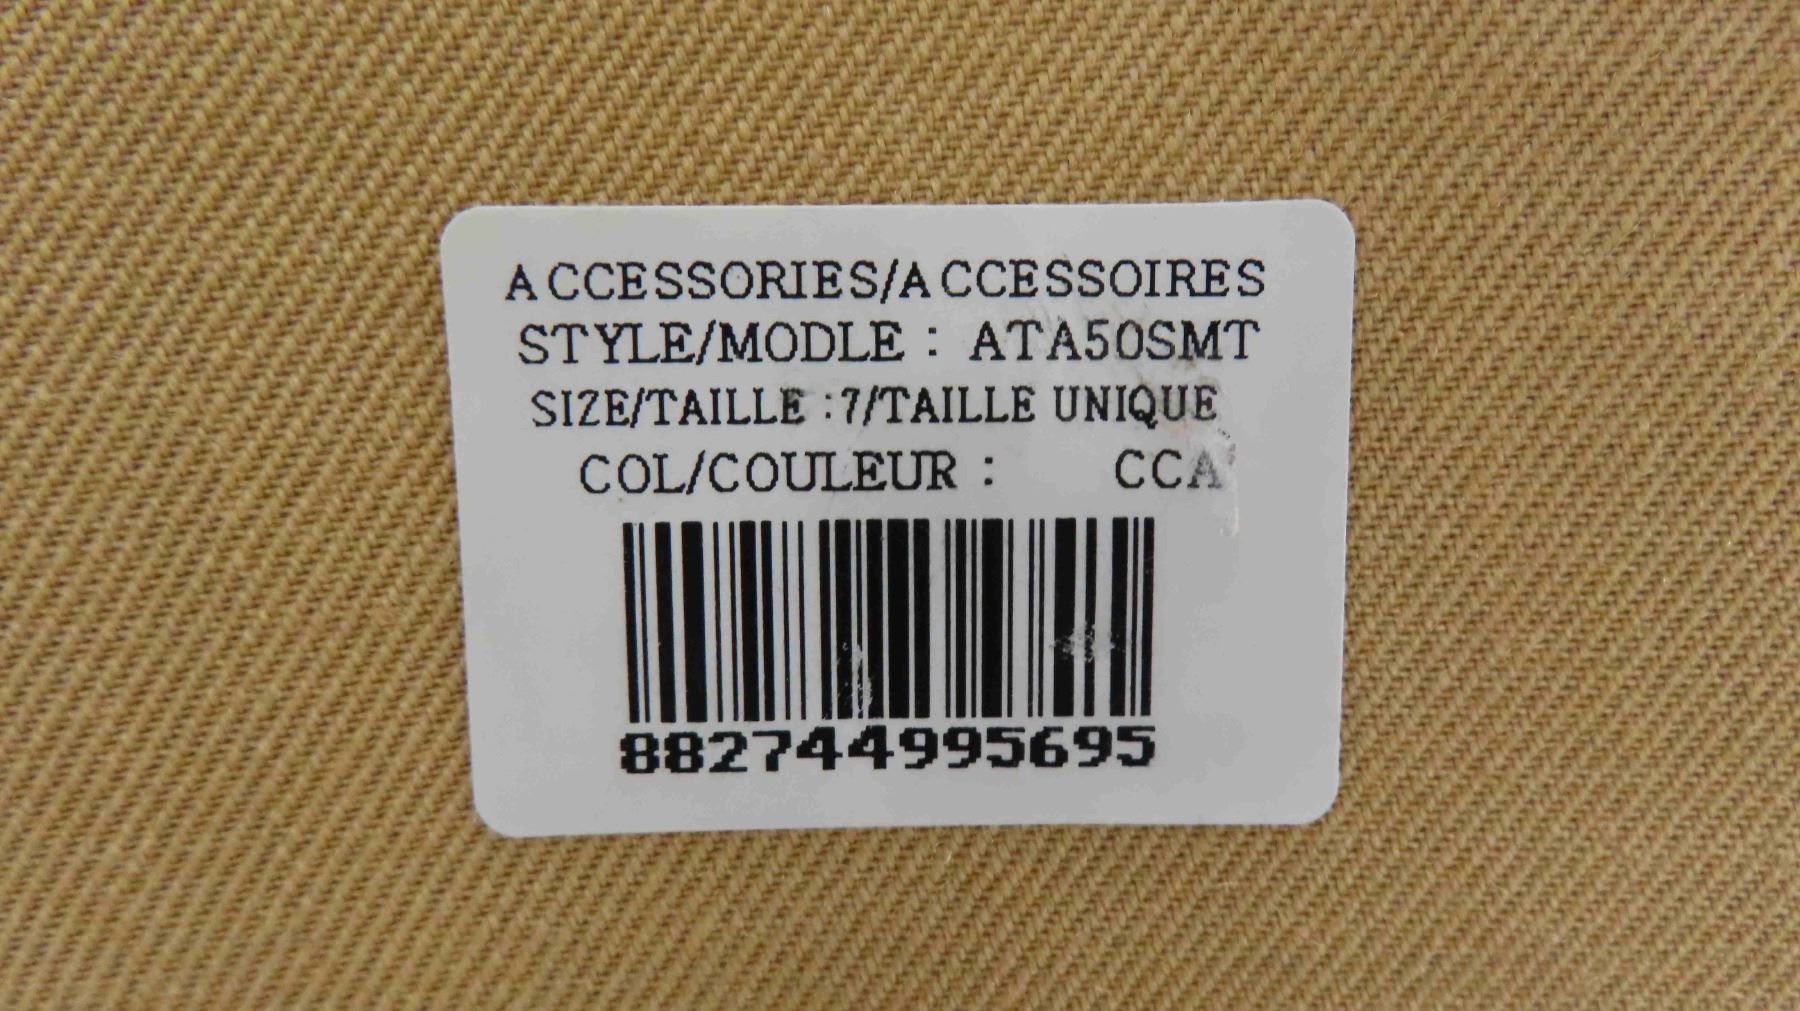 ACCESSORIES/ACCESSOIRES
STYLE/MODLE : ATA50SMT
SIZE/TAILLE :7/TAILLE UNIQUE
COL/COULEUR : CCA
882744995695